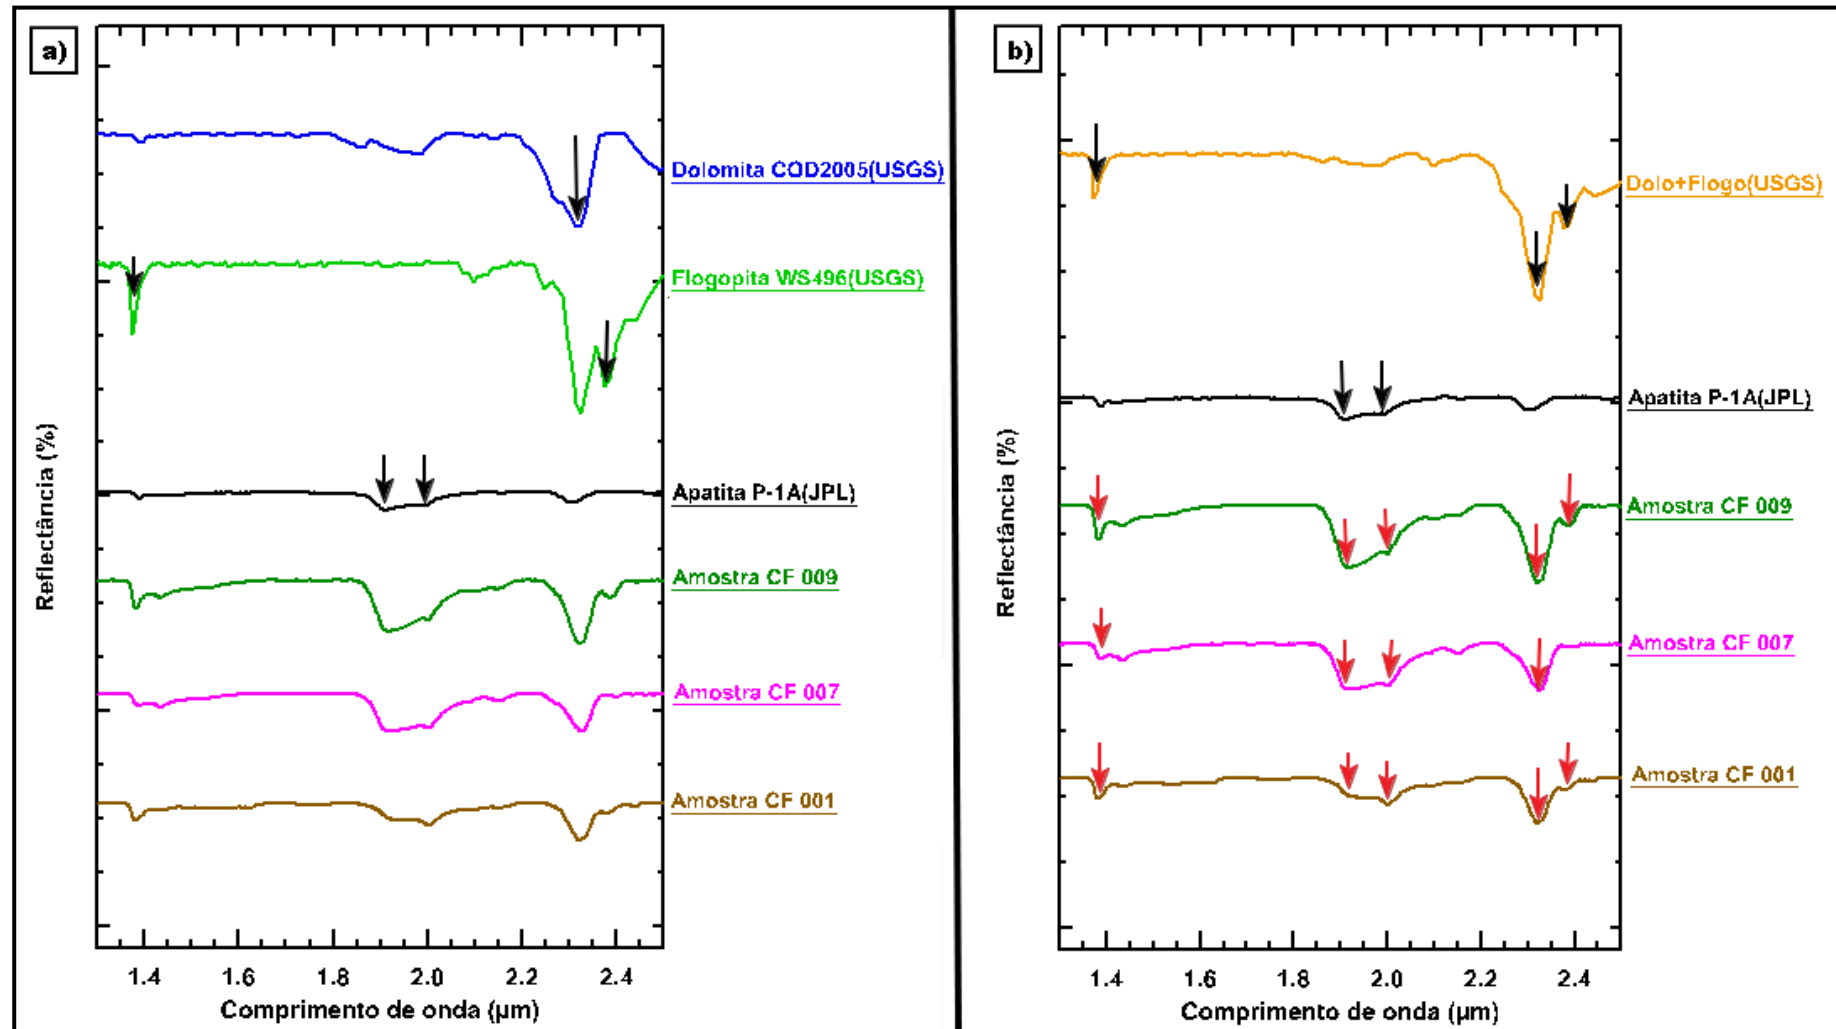 a)
Dolomita COD2005(USGS)
Flogopita WS496(USGS)
Apatita P-1A(JPL)
Amostra CF 009
Amostra CF 007
Amostra CF 001
Reflectância (%)
1.4 1.6 1.8 2.0 2.2 2.4
Comprimento de onda (µm)
b)
Dolo+Flogo(USGS)
Apatita P-1A(JPL)
Amostra CF 009
Amostra CF 007
Amostra CF 001
Reflectância (%)
1.4 1.6 1.8 2.0 2.2 2.4
Comprimento de onda (µm)